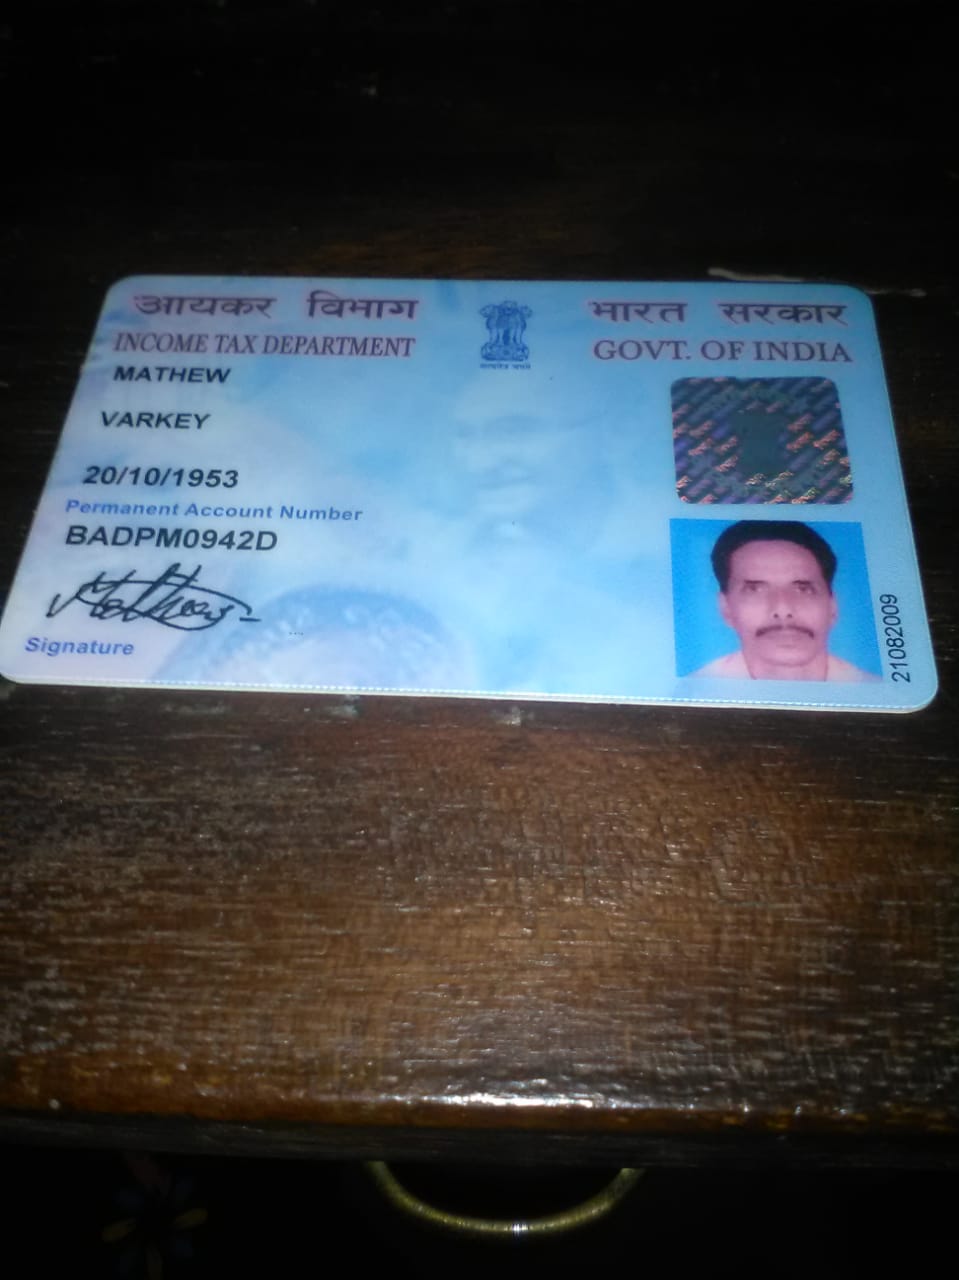 आयकर विभाग
INCOME TAX DEPARTMENT
भारत सरकार
GOVT. OF INDIA
सत्यमेव जयते
MATHEW
VARKEY
20/10/1953
Permanent Account Number
BADPM0942D
Signature
21082009